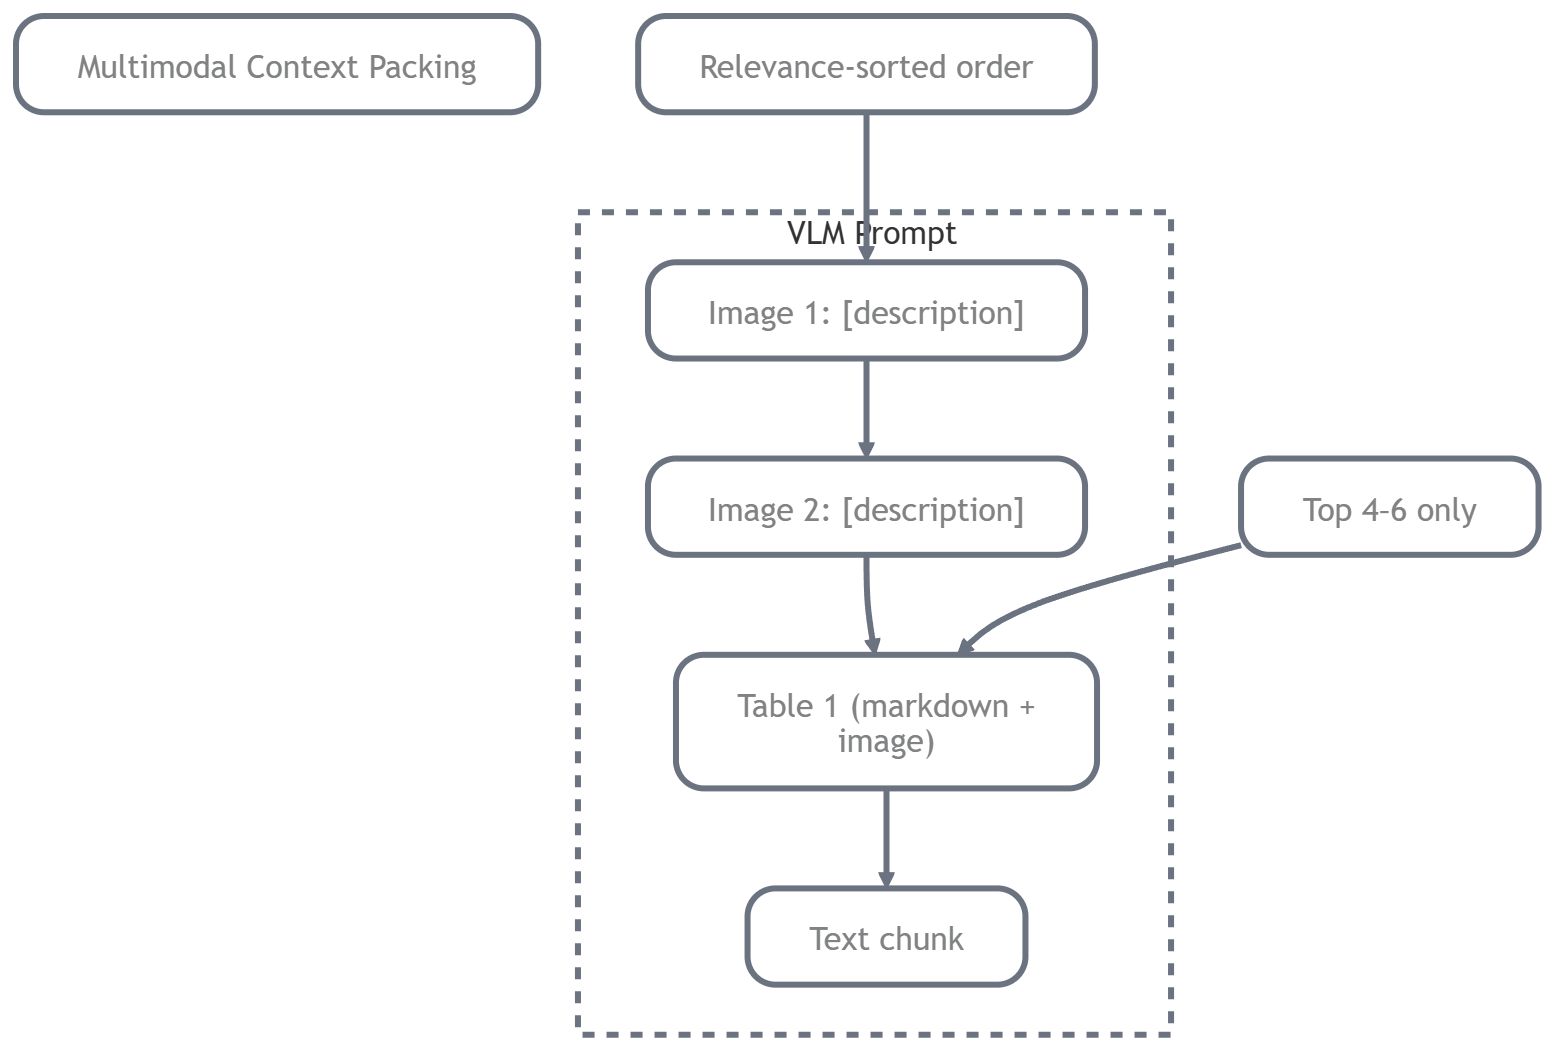 Multimodal Context Packing
Relevance-sorted order
VLM Prompt
Image 1: [description]
Image 2: [description]
Top 4–6 only
Table 1 (markdown +
image)
Text chunk